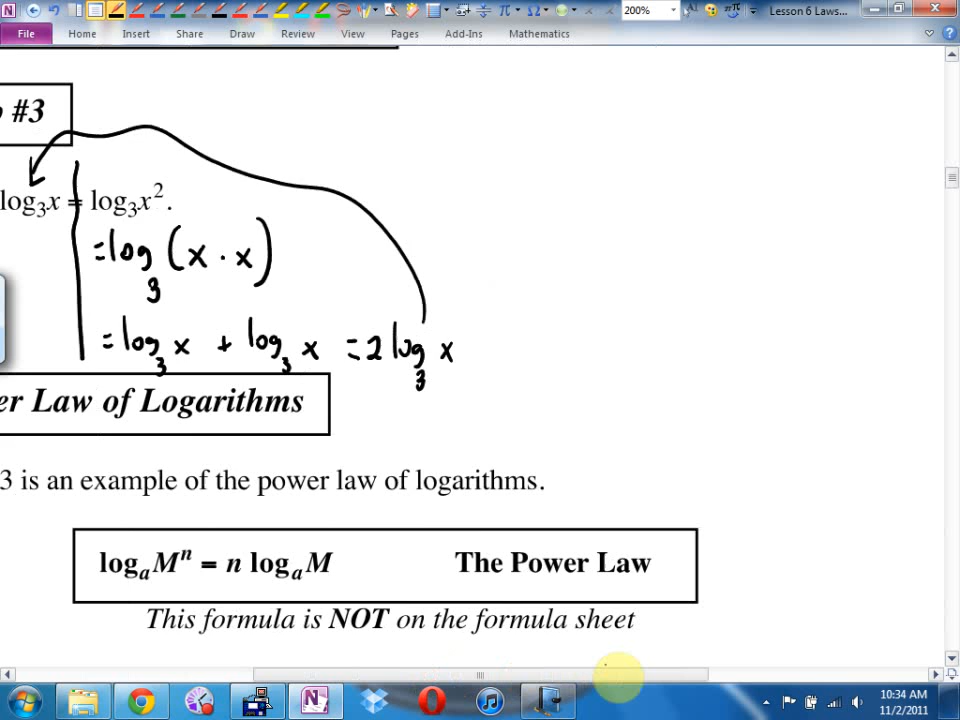 200% Lesson 6 Laws...
File Home Insert Share Draw Review View Pages Add-Ins Mathematics
#3
log₃x = log₃x².
= log₃ (x · x)
= log₃ x + log₃ x = 2 log₃ x
er Law of Logarithms
3 is an example of the power law of logarithms.
logₐMⁿ = n logₐM The Power Law
This formula is NOT on the formula sheet
10:34 AM
11/2/2011